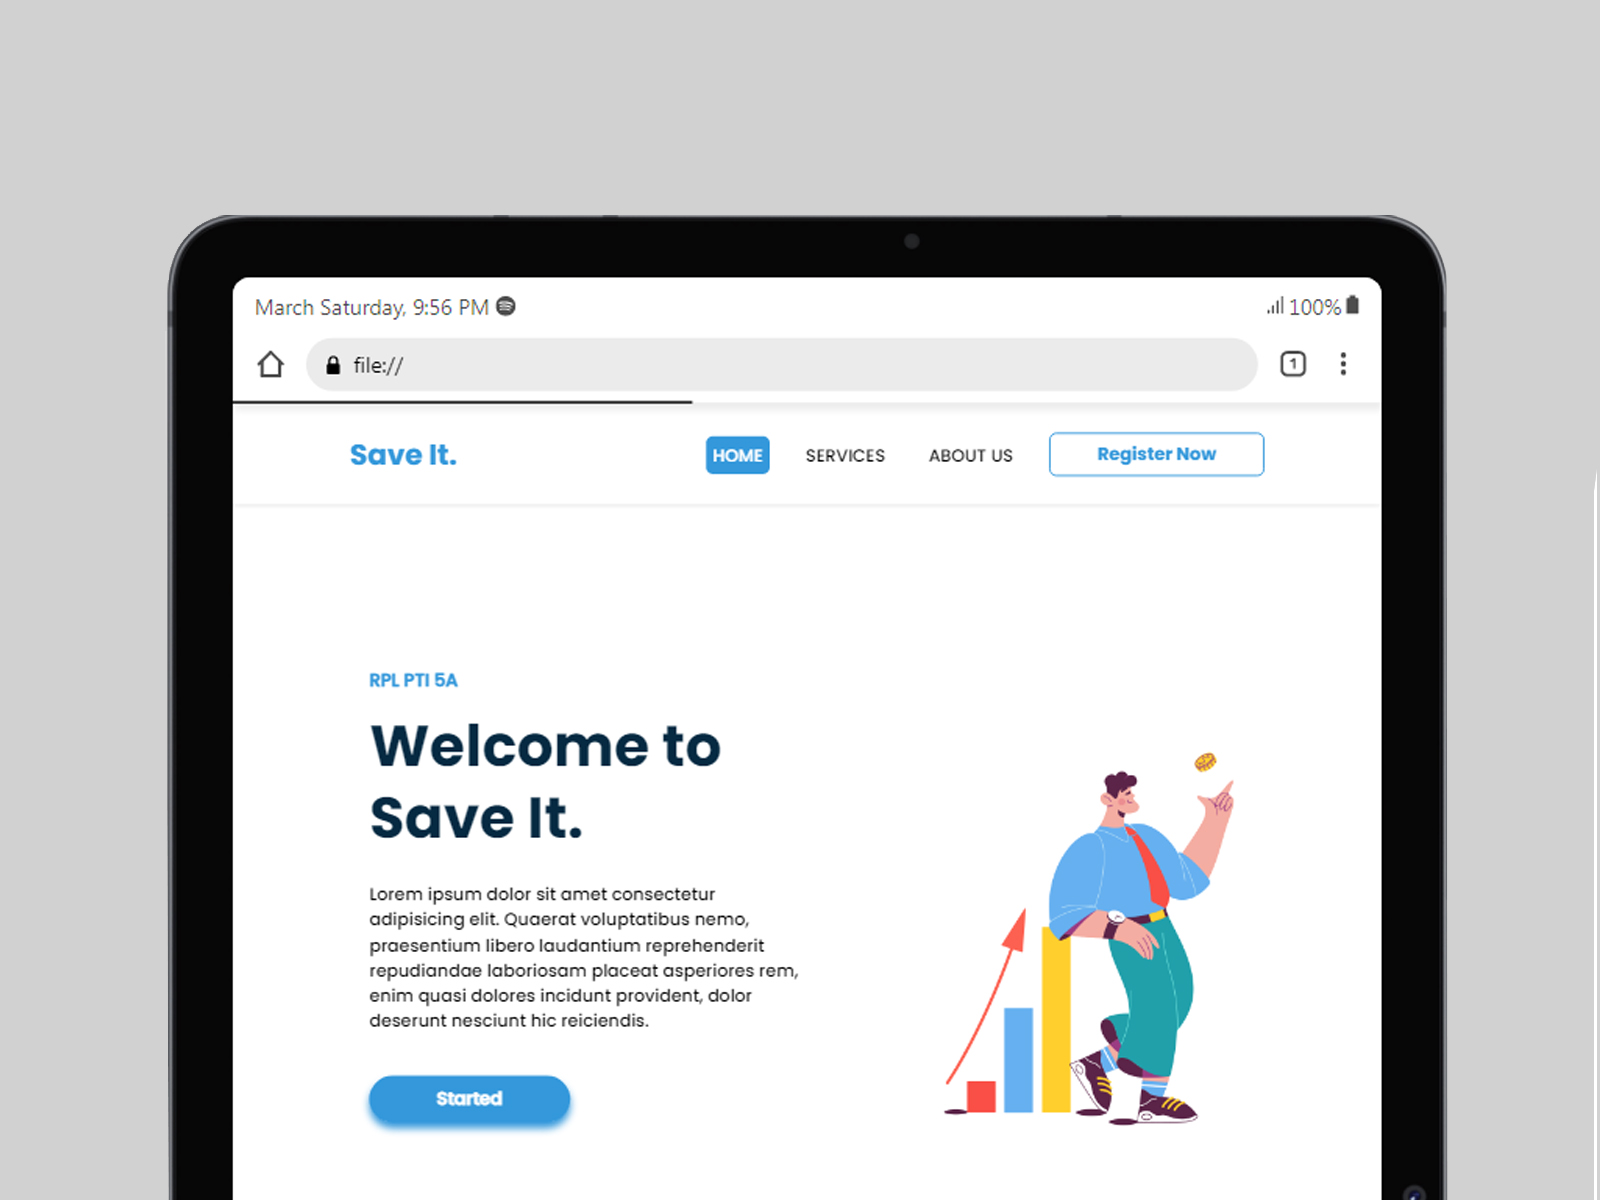 March Saturday, 9:56 PM
100%
file://
1
Save It.
HOME
SERVICES
ABOUT US
Register Now
RPL PTI 5A
Welcome to
Save It.
Lorem ipsum dolor sit amet consectetur
adipisicing elit. Quaerat voluptatibus nemo,
praesentium libero laudantium reprehenderit
repudiandae laboriosam placeat asperiores rem,
enim quasi dolores incidunt provident, dolor
deserunt nesciunt hic reiciendis.
Started